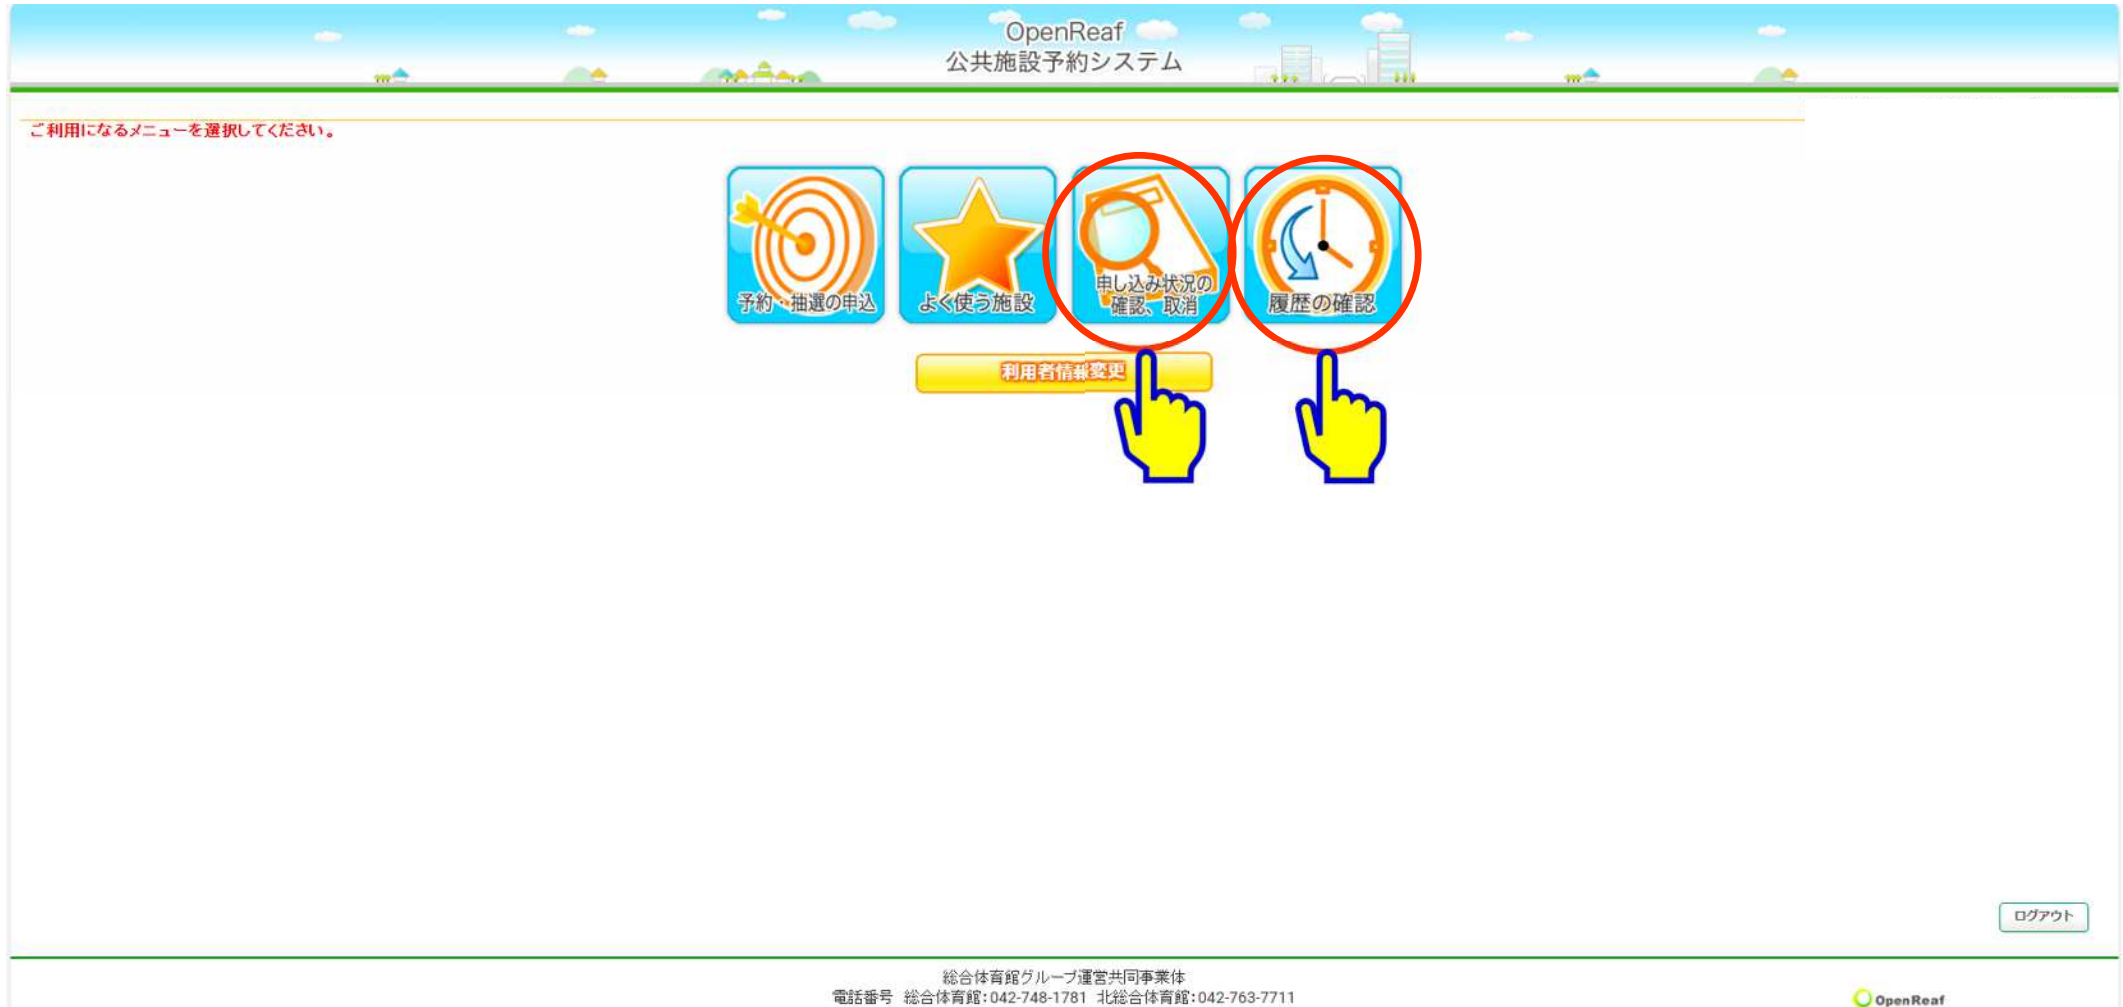 OpenReaf
公共施設予約システム
ご利用になるメニューを選択してください。
予約・抽選の申込
よく使う施設
申し込み状況の
確認、取消
履歴の確認
利用者情報変更
ログアウト
総合体育館グループ運営共同事業体
電話番号 総合体育館:042-748-1781 北総合体育館:042-763-7711
OpenReaf